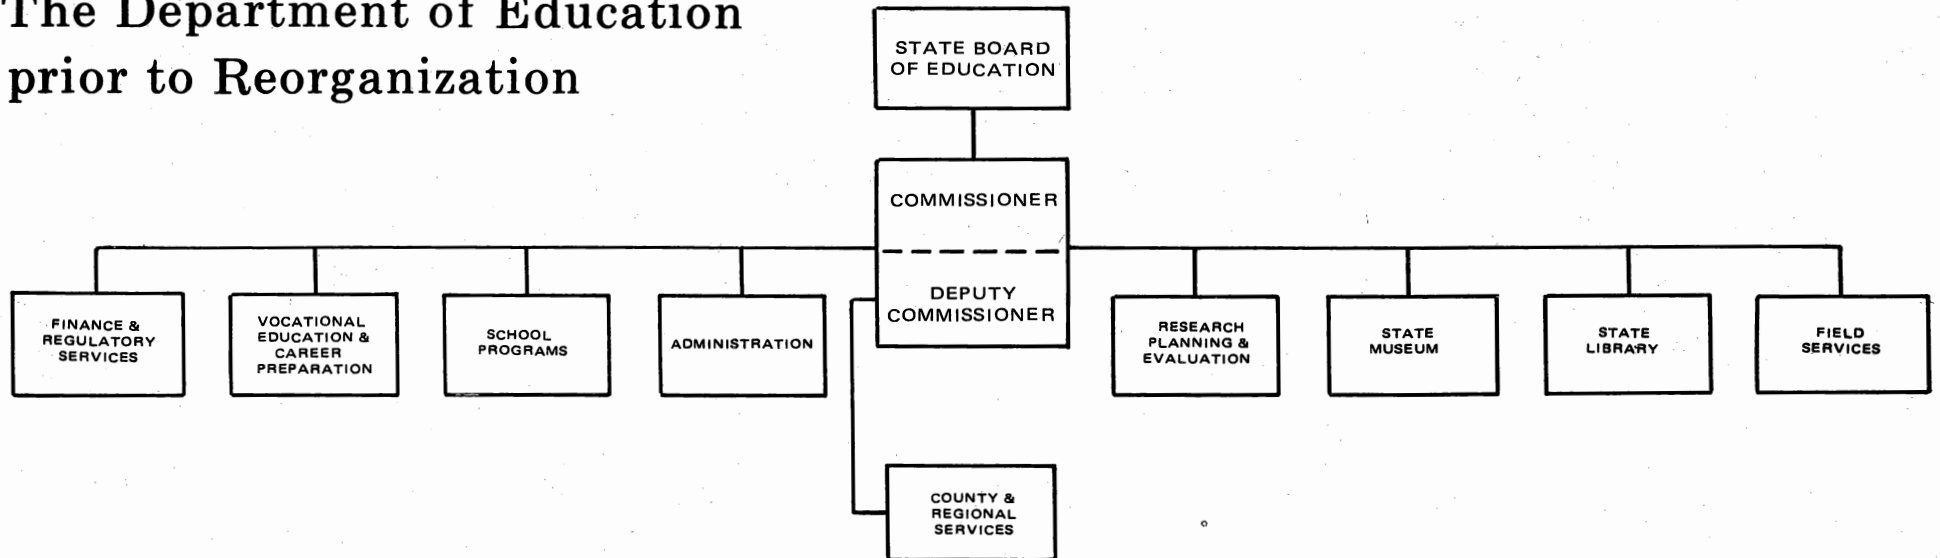 The Department of Education
prior to Reorganization
STATE BOARD
OF EDUCATION
COMMISSIONER
DEPUTY
COMMISSIONER
FINANCE &
REGULATORY
SERVICES
VOCATIONAL
EDUCATION &
CAREER
PREPARATION
SCHOOL
PROGRAMS
ADMINISTRATION
RESEARCH
PLANNING &
EVALUATION
STATE
MUSEUM
STATE
LIBRARY
FIELD
SERVICES
COUNTY &
REGIONAL
SERVICES